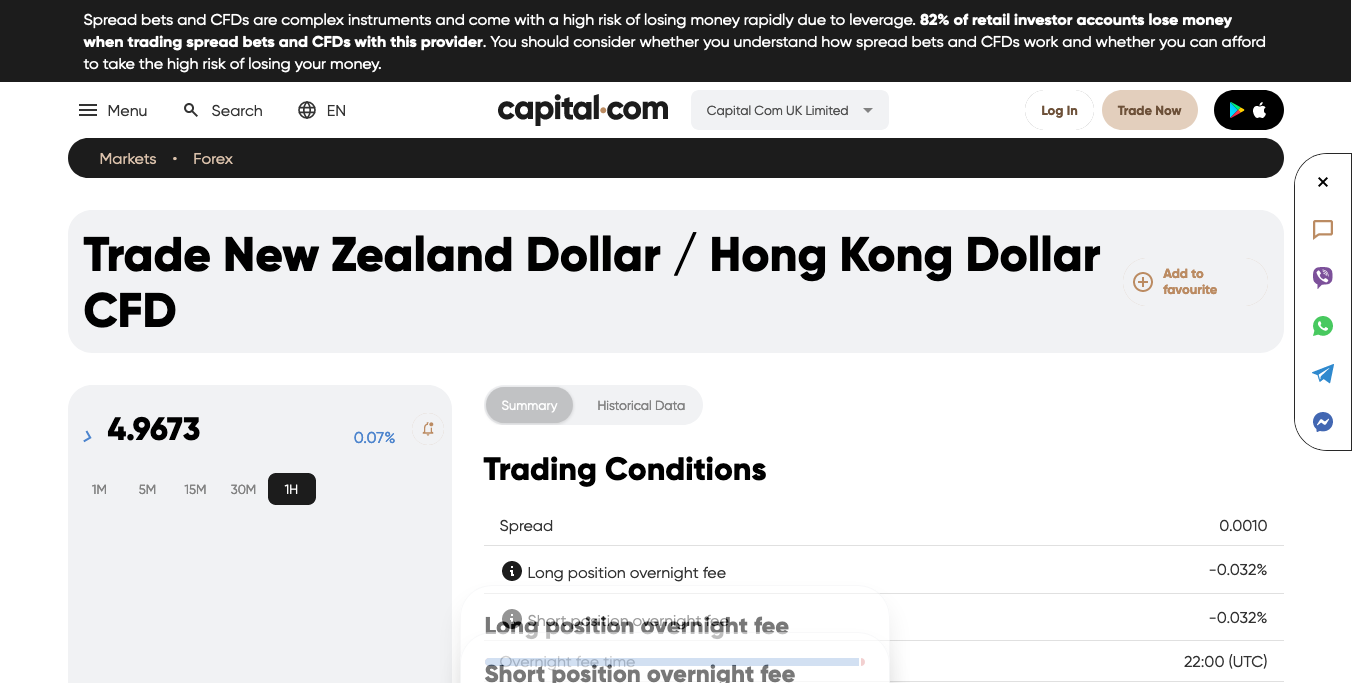 Spread bets and CFDs are complex instruments and come with a high risk of losing money rapidly due to leverage. 82% of retail investor accounts lose money
when trading spread bets and CFDs with this provider. You should consider whether you understand how spread bets and CFDs work and whether you can afford
to take the high risk of losing your money.
Menu
Search
EN
capital.com
Capital Com UK Limited
Log In
Trade Now
Markets
Forex
Trade New Zealand Dollar / Hong Kong Dollar
CFD
Add to
favourite
4.9673
0.07%
1M
5M
15M
30M
1H
Summary
Historical Data
Trading Conditions
Spread
0.0010
Long position overnight fee
-0.032%
Short position overnight fee
-0.032%
Long position overnight fee
Overnight fee time
22:00 (UTC)
Short position overnight fee